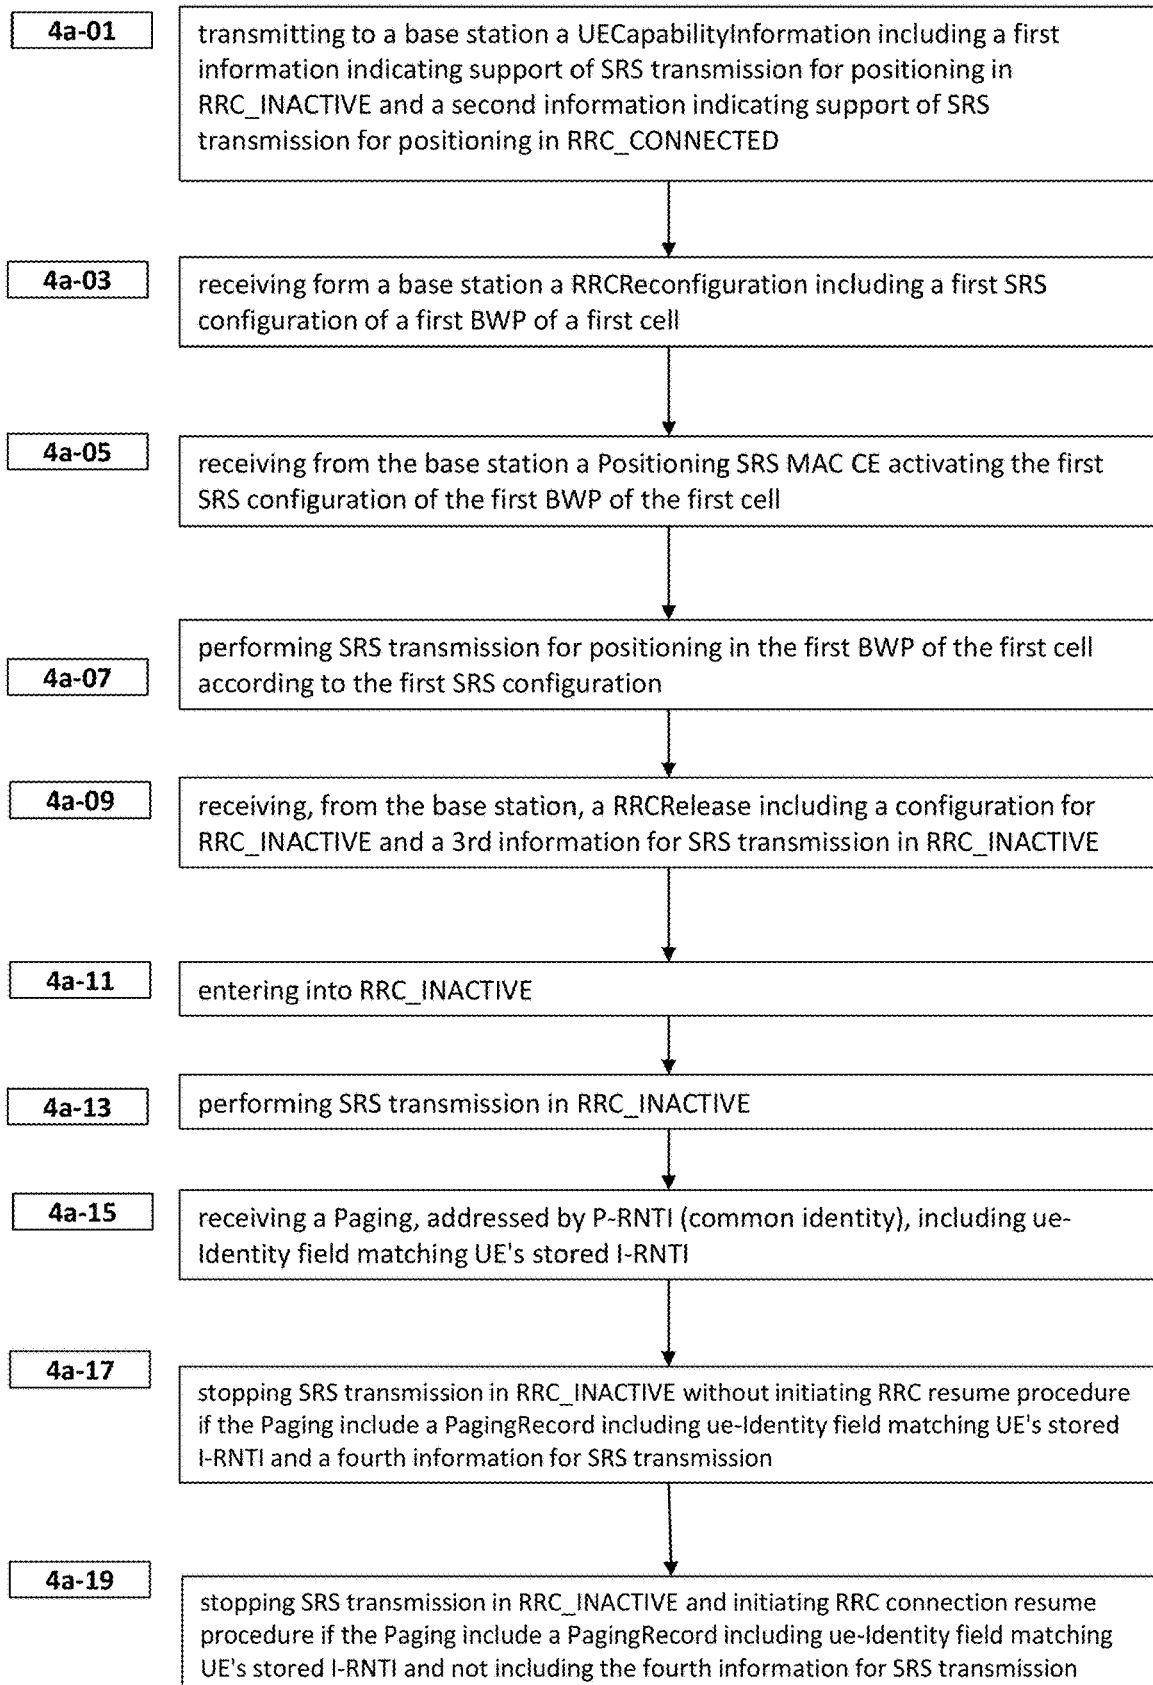 4a-01
transmitting to a base station a UECapabilityInformation including a first
information indicating support of SRS transmission for positioning in
RRC_INACTIVE and a second information indicating support of SRS
transmission for positioning in RRC_CONNECTED
4a-03
receiving form a base station a RRCReconfiguration including a first SRS
configuration of a first BWP of a first cell
4a-05
receiving from the base station a Positioning SRS MAC CE activating the first
SRS configuration of the first BWP of the first cell
4a-07
performing SRS transmission for positioning in the first BWP of the first cell
according to the first SRS configuration
4a-09
receiving, from the base station, a RRCRelease including a configuration for
RRC_INACTIVE and a 3rd information for SRS transmission in RRC_INACTIVE
4a-11
entering into RRC_INACTIVE
4a-13
performing SRS transmission in RRC_INACTIVE
4a-15
receiving a Paging, addressed by P-RNTI (common identity), including ue-
Identity field matching UE's stored I-RNTI
4a-17
stopping SRS transmission in RRC_INACTIVE without initiating RRC resume procedure
if the Paging include a PagingRecord including ue-Identity field matching UE's stored
I-RNTI and a fourth information for SRS transmission
4a-19
stopping SRS transmission in RRC_INACTIVE and initiating RRC connection resume
procedure if the Paging include a PagingRecord including ue-Identity field matching
UE's stored I-RNTI and not including the fourth information for SRS transmission